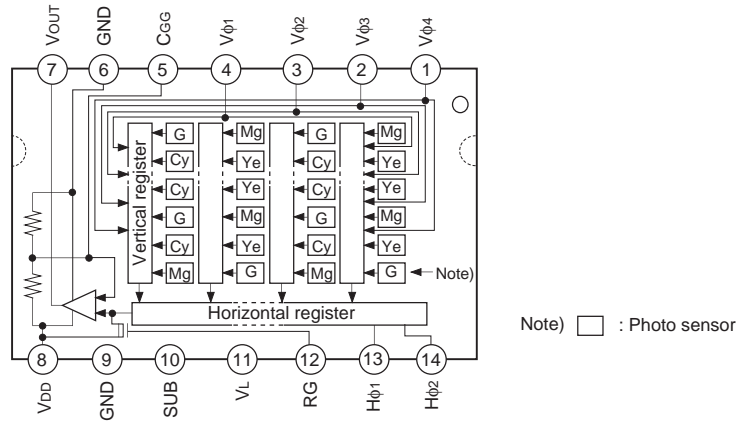 VOUT GND CGG Vϕ1 Vϕ2 Vϕ3 Vϕ4
7 6 5 4 3 2 1
Vertical register
G Mg G Mg
Cy Ye Cy Ye
Cy Ye Cy Ye
G Mg G Mg
Cy Ye Cy Ye
Mg G Mg G Note)
Horizontal register
Note) : Photo sensor
8 9 10 11 12 13 14
VDD GND SUB VL RG Hϕ1 Hϕ2